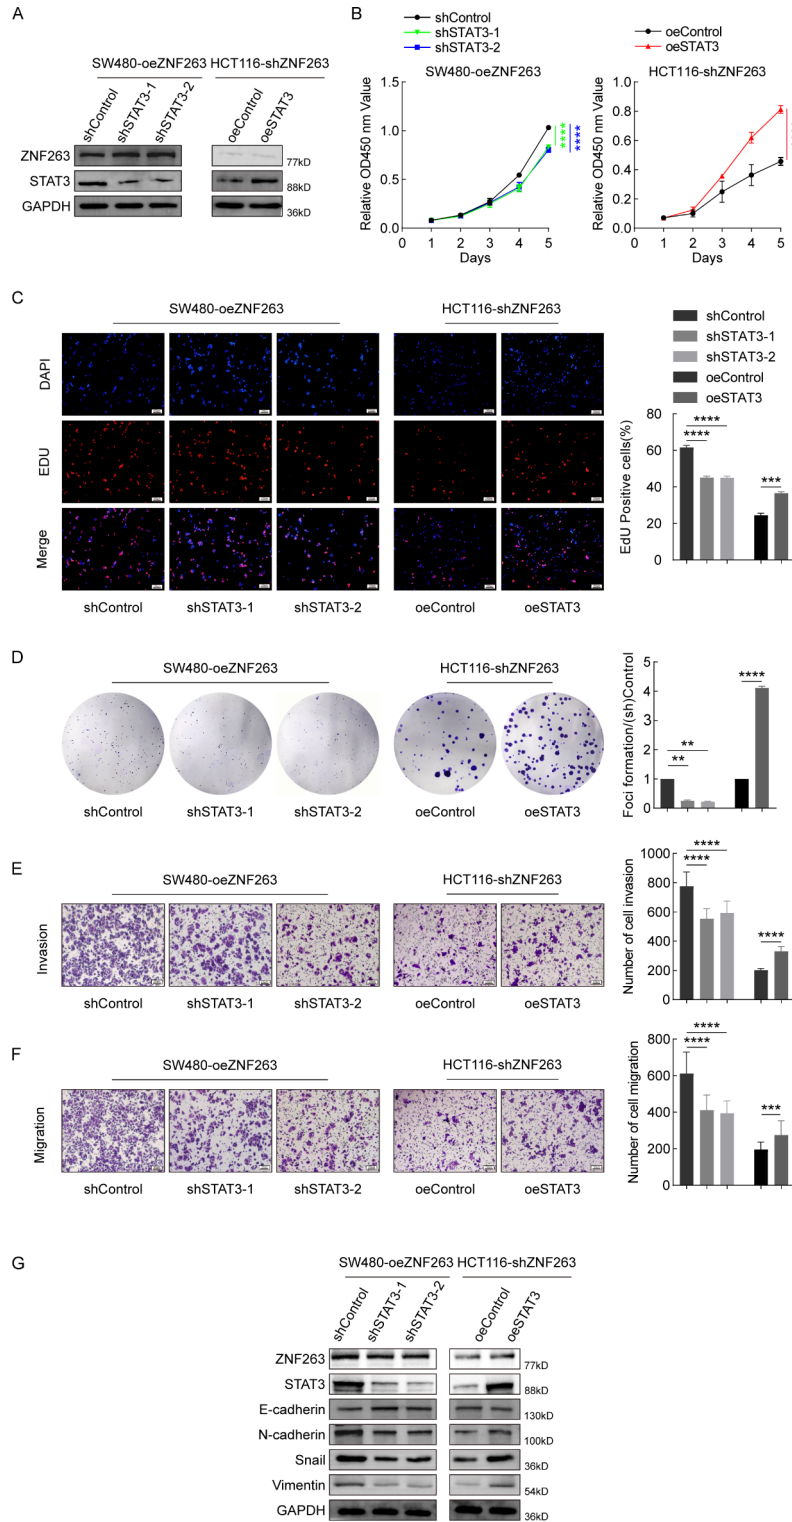 A
SW480-oeZNF263 HCT116-shZNF263
shControl shSTAT3-1 shSTAT3-2 oeControl oeSTAT3
ZNF263 77kD
STAT3 88kD
GAPDH 36kD
B
shControl
shSTAT3-1
shSTAT3-2
SW480-oeZNF263
Relative OD450 nm Value
1.5
1.0
0.5
0.0
0 1 2 3 4 5
Days
****
****
oeControl
oeSTAT3
HCT116-shZNF263
Relative OD450 nm Value
1.0
0.8
0.6
0.4
0.2
0.0
0 1 2 3 4 5
Days
C
SW480-oeZNF263 HCT116-shZNF263
DAPI
EDU
Merge
shControl shSTAT3-1 shSTAT3-2 oeControl oeSTAT3
shControl
shSTAT3-1
shSTAT3-2
oeControl
oeSTAT3
EdU Positive cells(%)
80
60
40
20
0
****
****
***
D
SW480-oeZNF263 HCT116-shZNF263
shControl shSTAT3-1 shSTAT3-2 oeControl oeSTAT3
Foci formation/(sh)Control
5
4
2
1
0
**
**
****
E
SW480-oeZNF263 HCT116-shZNF263
Invasion
shControl shSTAT3-1 shSTAT3-2 oeControl oeSTAT3
Number of cell invasion
1000
800
600
400
200
0
****
****
****
F
SW480-oeZNF263 HCT116-shZNF263
Migration
shControl shSTAT3-1 shSTAT3-2 oeControl oeSTAT3
Number of cell migration
800
600
400
200
0
****
****
***
G
SW480-oeZNF263 HCT116-shZNF263
shControl shSTAT3-1 shSTAT3-2 oeControl oeSTAT3
ZNF263 77kD
STAT3 88kD
E-cadherin 130kD
N-cadherin 100kD
Snail 36kD
Vimentin 54kD
GAPDH 36kD